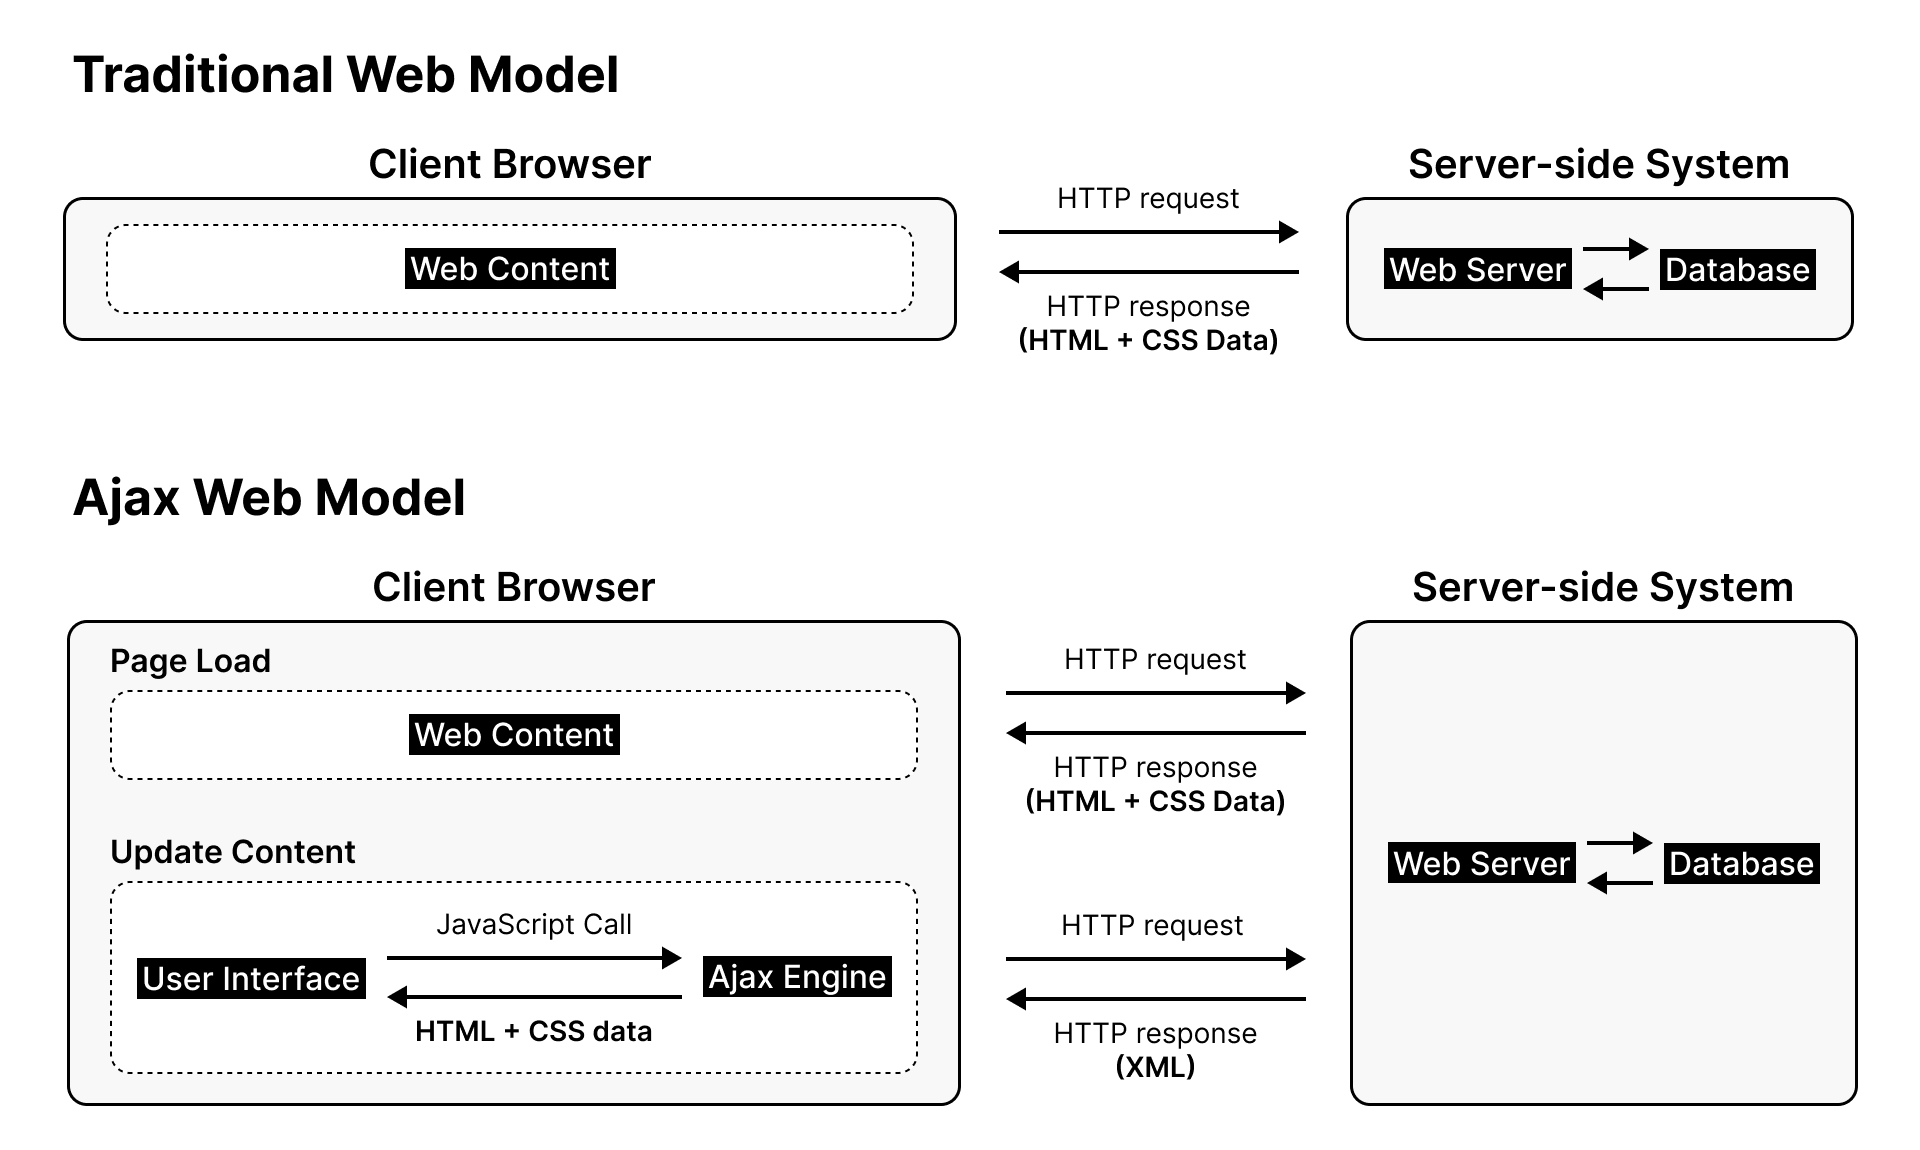 Traditional Web Model
Client Browser
Server-side System
HTTP request
Web Content
Web Server
Database
HTTP response
(HTML + CSS Data)
Ajax Web Model
Client Browser
Server-side System
Page Load
HTTP request
Web Content
HTTP response
(HTML + CSS Data)
Update Content
Web Server
Database
JavaScript Call
HTTP request
User Interface
Ajax Engine
HTML + CSS data
HTTP response
(XML)